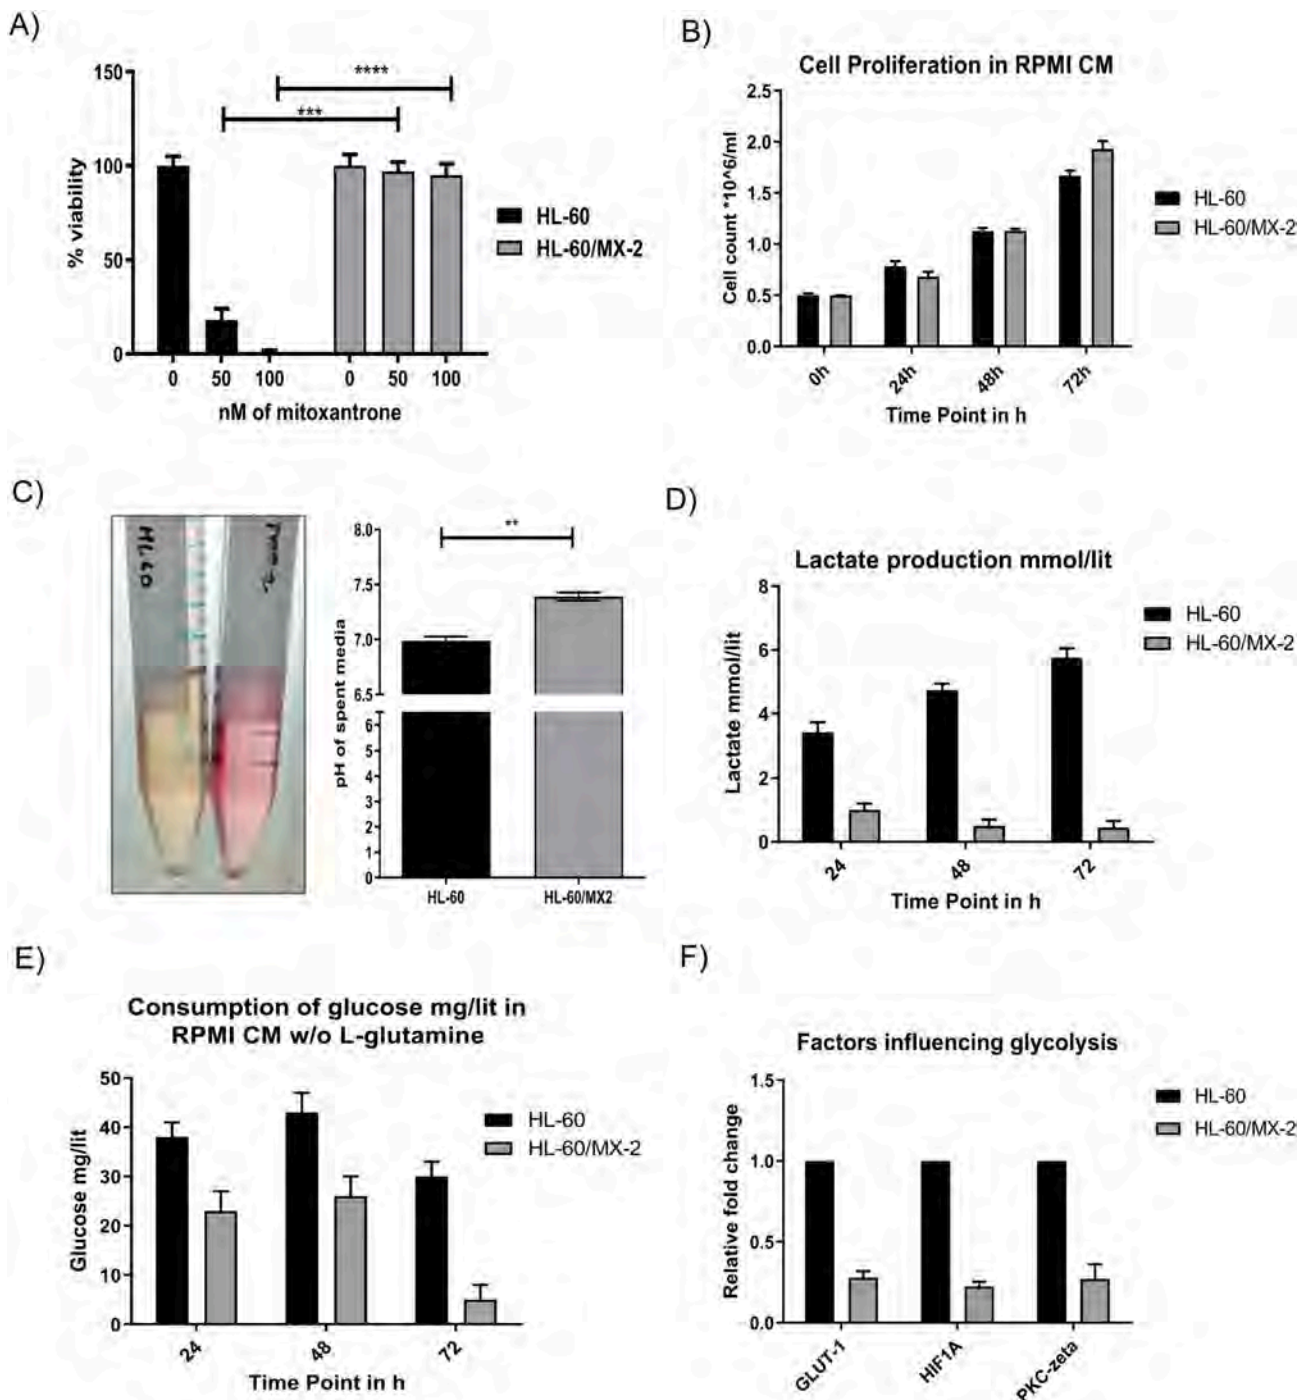 A)
150
100
50
0
% viability
***
****
0 50 100 0 50 100
nM of mitoxantrone
HL-60
HL-60/MX-2
B)
Cell Proliferation in RPMI CM
2.5
2.0
1.5
1.0
0.5
0.0
Cell count *10^6/ml
0h 24h 48h 72h
Time Point in h
HL-60
HL-60/MX-2
C)
HL60
8.0
7.5
7.0
6.5
6
5
4
3
2
1
0
pH of spent media
**
HL-60 HL-60/MX2
D)
Lactate production mmol/lit
8
6
4
2
0
Lactate mmol/lit
24 48 72
Time Point in h
HL-60
HL-60/MX-2
E)
Consumption of glucose mg/lit in
RPMI CM w/o L-glutamine
50
40
30
20
10
0
Glucose mg/lit
24 48 72
Time Point in h
HL-60
HL-60/MX-2
F)
Factors influencing glycolysis
1.5
1.0
0.5
0.0
Relative fold change
GLUT-1 HIF1A PKC-zeta
HL-60
HL-60/MX-2